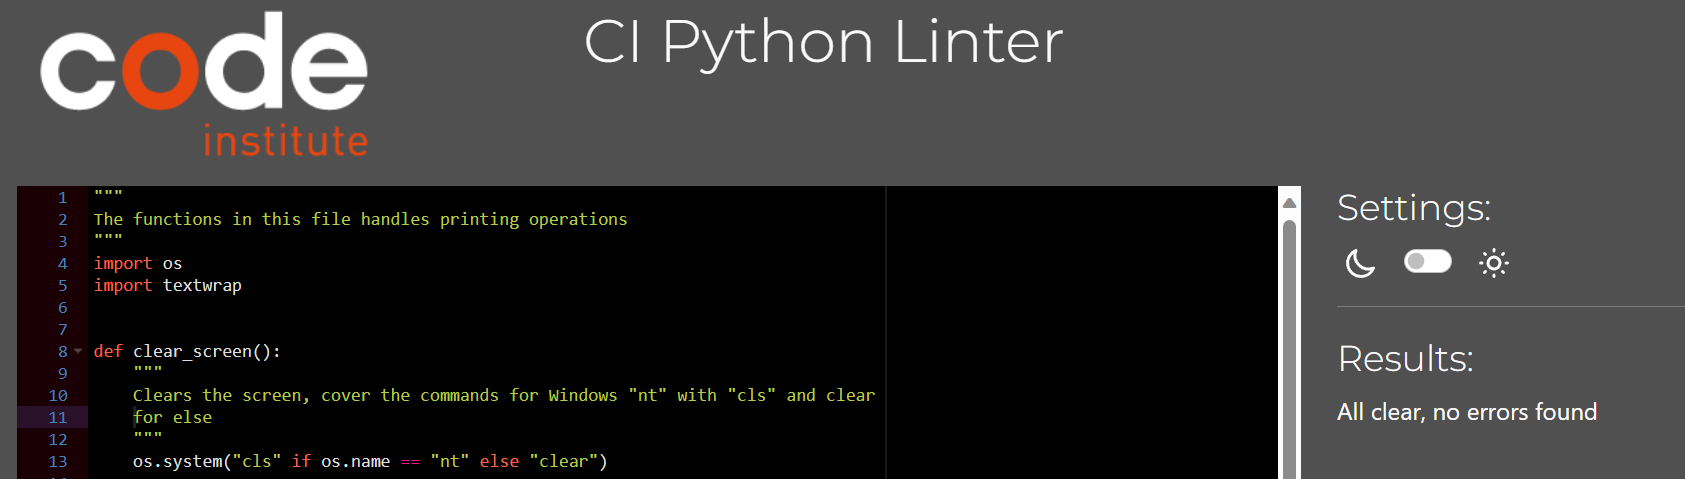 code
institute
CI Python Linter
1 """
2 The functions in this file handles printing operations
3 """
4 import os
5 import textwrap
6
7
8 def clear_screen():
9 """
10 Clears the screen, cover the commands for Windows "nt" with "cls" and clear
11 for else
12 """
13 os.system("cls" if os.name == "nt" else "clear")
Settings:
Results:
All clear, no errors found